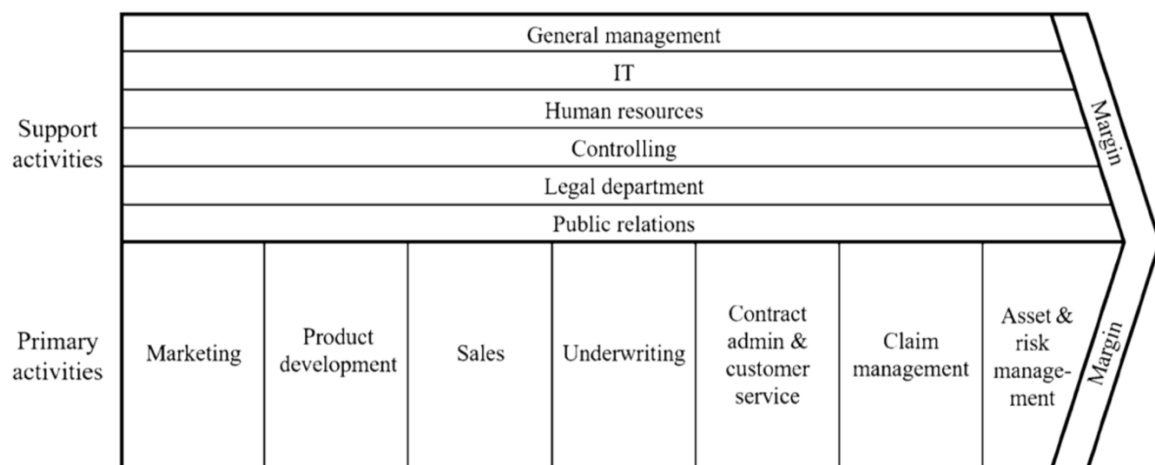 General management
IT
Human resources
Controlling
Legal department
Public relations
Support
activities
Margin
Primary
activities
Marketing
Product
development
Sales
Underwriting
Contract
admin &
customer
service
Claim
management
Asset &
risk
manage-
ment
Margin